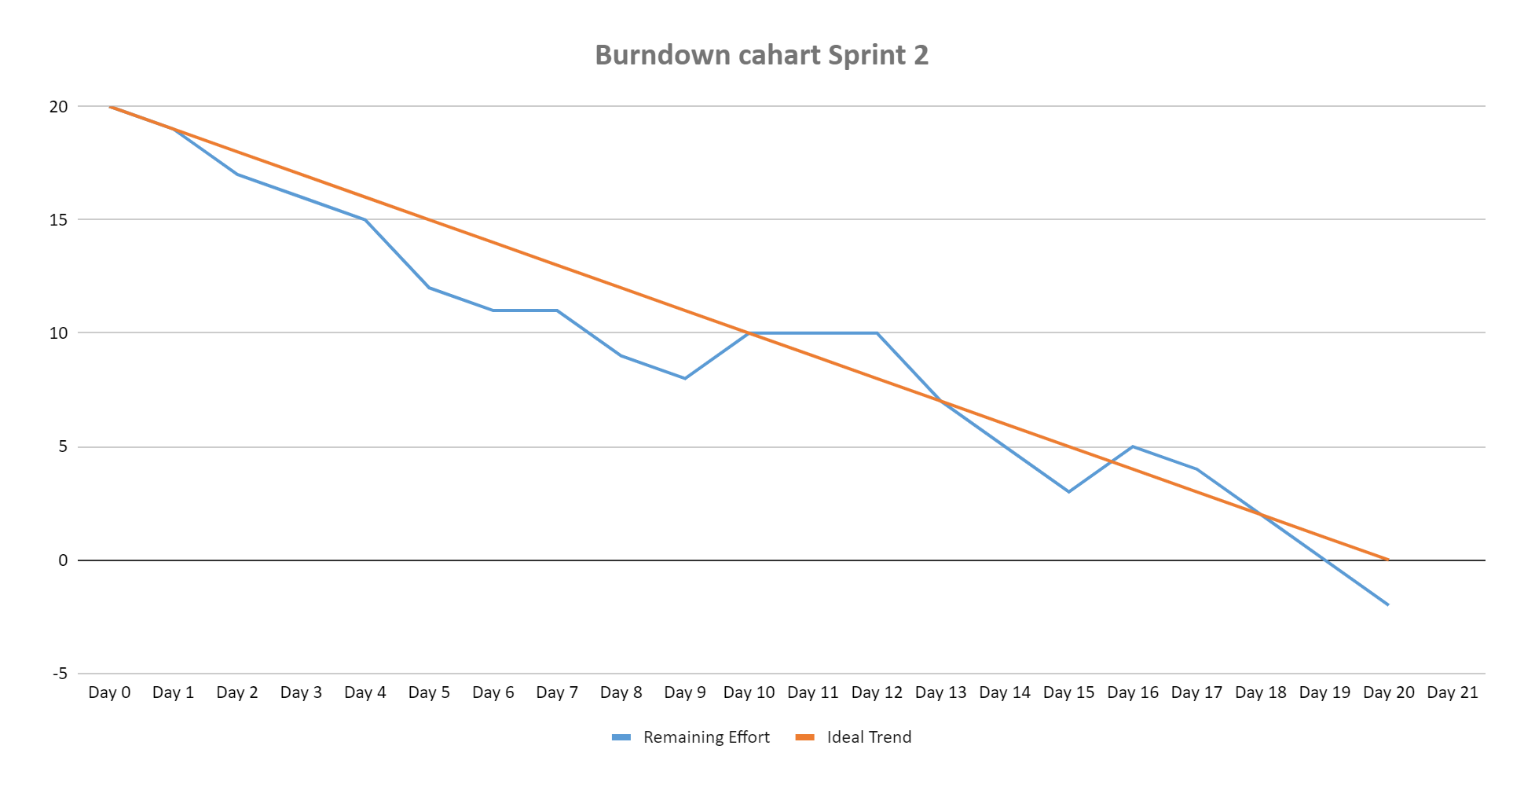 Burndown cahart Sprint 2
20
15
10
5
0
-5
Day 0 Day 1 Day 2 Day 3 Day 4 Day 5 Day 6 Day 7 Day 8 Day 9 Day 10 Day 11 Day 12 Day 13 Day 14 Day 15 Day 16 Day 17 Day 18 Day 19 Day 20 Day 21
Remaining Effort Ideal Trend